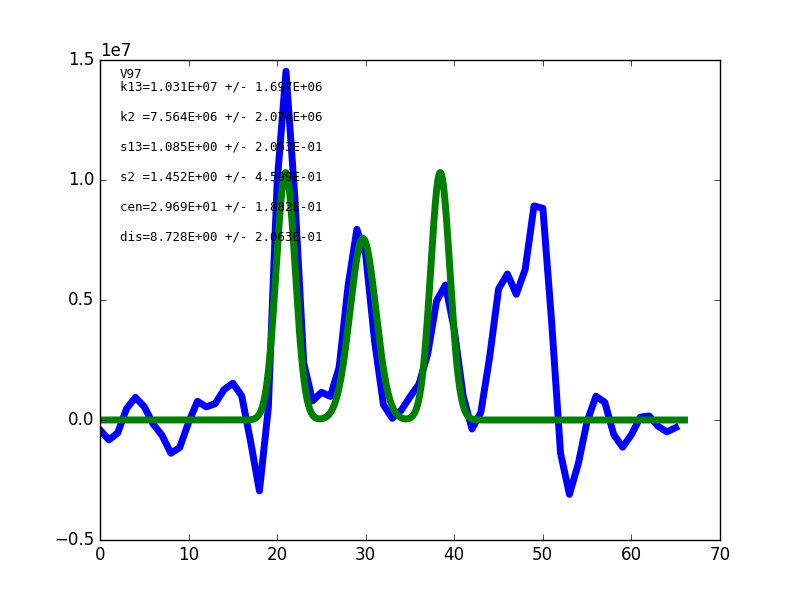 1e7
1.5
1.0
0.5
0.0
−0.5
V97
k13=1.031E+07 +/- 1.697E+06
k2 =7.564E+06 +/- 2.074E+06
s13=1.085E+00 +/- 2.063E-01
s2 =1.452E+00 +/- 4.599E-01
cen=2.969E+01 +/- 1.882E-01
dis=8.728E+00 +/- 2.063E-01
0 10 20 30 40 50 60 70